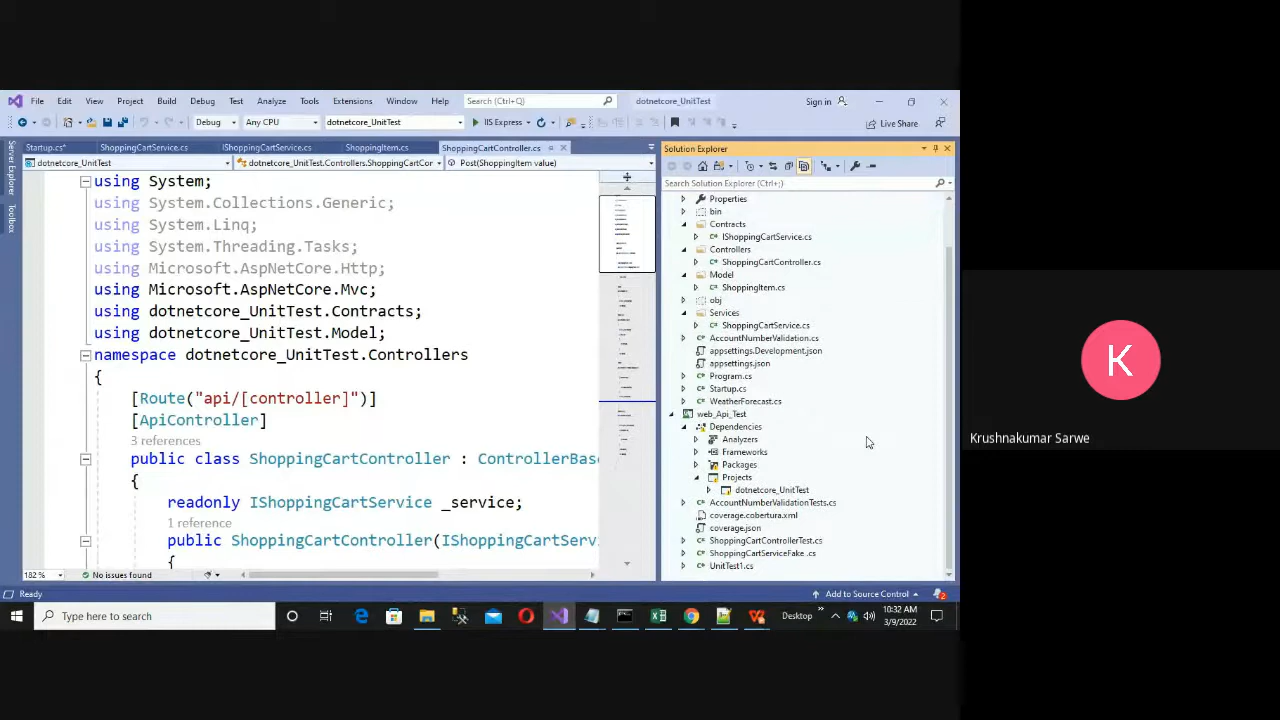 File Edit View Project Build Debug Test Analyze Tools Extensions Window Help Search (Ctrl+Q) dotnetcore_UnitTest Sign in
Debug Any CPU dotnetcore_UnitTest IIS Express Live Share
Server Explorer
Toolbox
Startup.cs* ShoppingCartService.cs IShoppingCartService.cs ShoppingItem.cs ShoppingCartController.cs
dotnetcore_UnitTest dotnetcore_UnitTest.Controllers.ShoppingCartCor Post(ShoppingItem value)
using System;
using System.Collections.Generic;
using System.Linq;
using System.Threading.Tasks;
using Microsoft.AspNetCore.Http;
using Microsoft.AspNetCore.Mvc;
using dotnetcore_UnitTest.Contracts;
using dotnetcore_UnitTest.Model;
namespace dotnetcore_UnitTest.Controllers
{
[Route("api/[controller]")]
[ApiController]
3 references
public class ShoppingCartController : ControllerBase
{
readonly IShoppingCartService _service;
1 reference
public ShoppingCartController(IShoppingCartServi
{
182 % No issues found
Solution Explorer
Search Solution Explorer (Ctrl+;)
Properties
bin
Contracts
IShoppingCartService.cs
Controllers
ShoppingCartController.cs
Model
ShoppingItem.cs
obj
Services
ShoppingCartService.cs
AccountNumberValidation.cs
appsettings.Development.json
appsettings.json
Program.cs
Startup.cs
WeatherForecast.cs
web_Api_Test
Dependencies
Analyzers
Frameworks
Packages
Projects
dotnetcore_UnitTest
AccountNumberValidationTests.cs
coverage.cobertura.xml
coverage.json
ShoppingCartControllerTest.cs
ShoppingCartServiceFake .cs
UnitTest1.cs
Ready Add to Source Control 2
Type here to search Desktop 10:32 AM
3/9/2022
K
Krushnakumar Sarwe